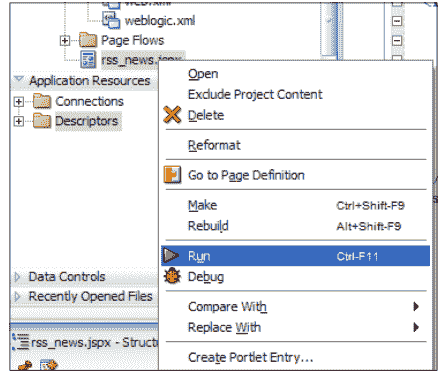 web.xml
weblogic.xml
Page Flows
rss_news.jspx
Application Resources
Connections
Descriptors
Data Controls
Recently Opened Files
rss_news.jspx - Struct
Open
Exclude Project Content
Delete
Reformat
Go to Page Definition
Make Ctrl+Shift-F9
Rebuild Alt+Shift-F9
Run Ctrl-F11
Debug
Compare With
Replace With
Create Portlet Entry...